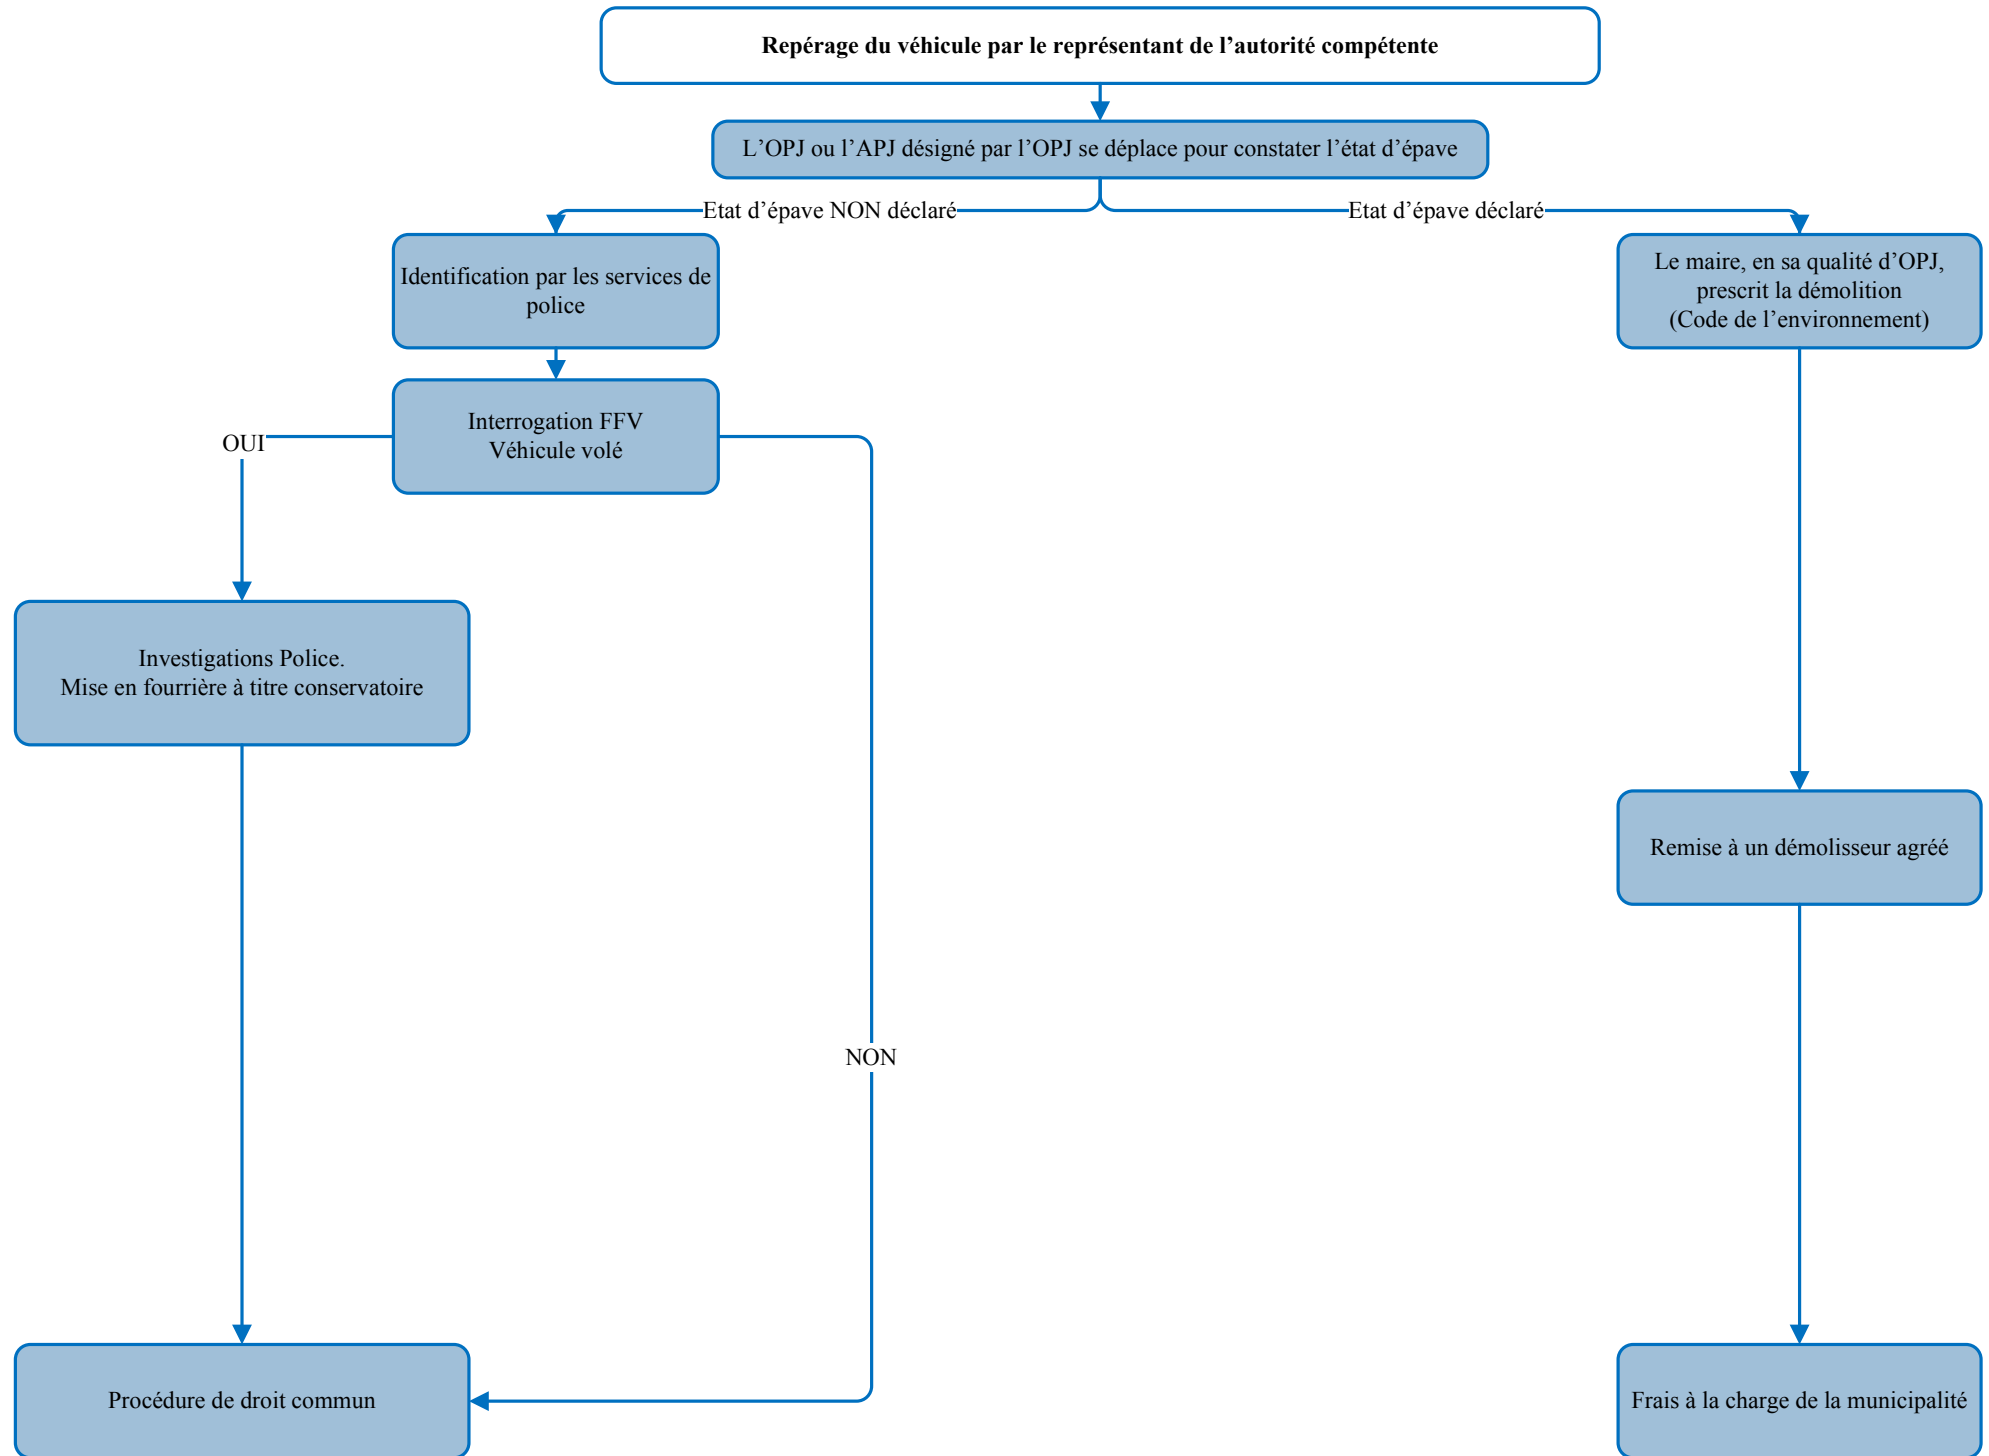 Repérage du véhicule par le représentant de l’autorité compétente
L’OPJ ou l’APJ désigné par l’OPJ se déplace pour constater l’état d’épave
Etat d’épave NON déclaré
Etat d’épave déclaré
Identification par les services de
police
Le maire, en sa qualité d’OPJ,
prescrit la démolition
(Code de l’environnement)
Interrogation FFV
Véhicule volé
OUI
Investigations Police.
Mise en fourrière à titre conservatoire
Remise à un démolisseur agréé
NON
Procédure de droit commun
Frais à la charge de la municipalité